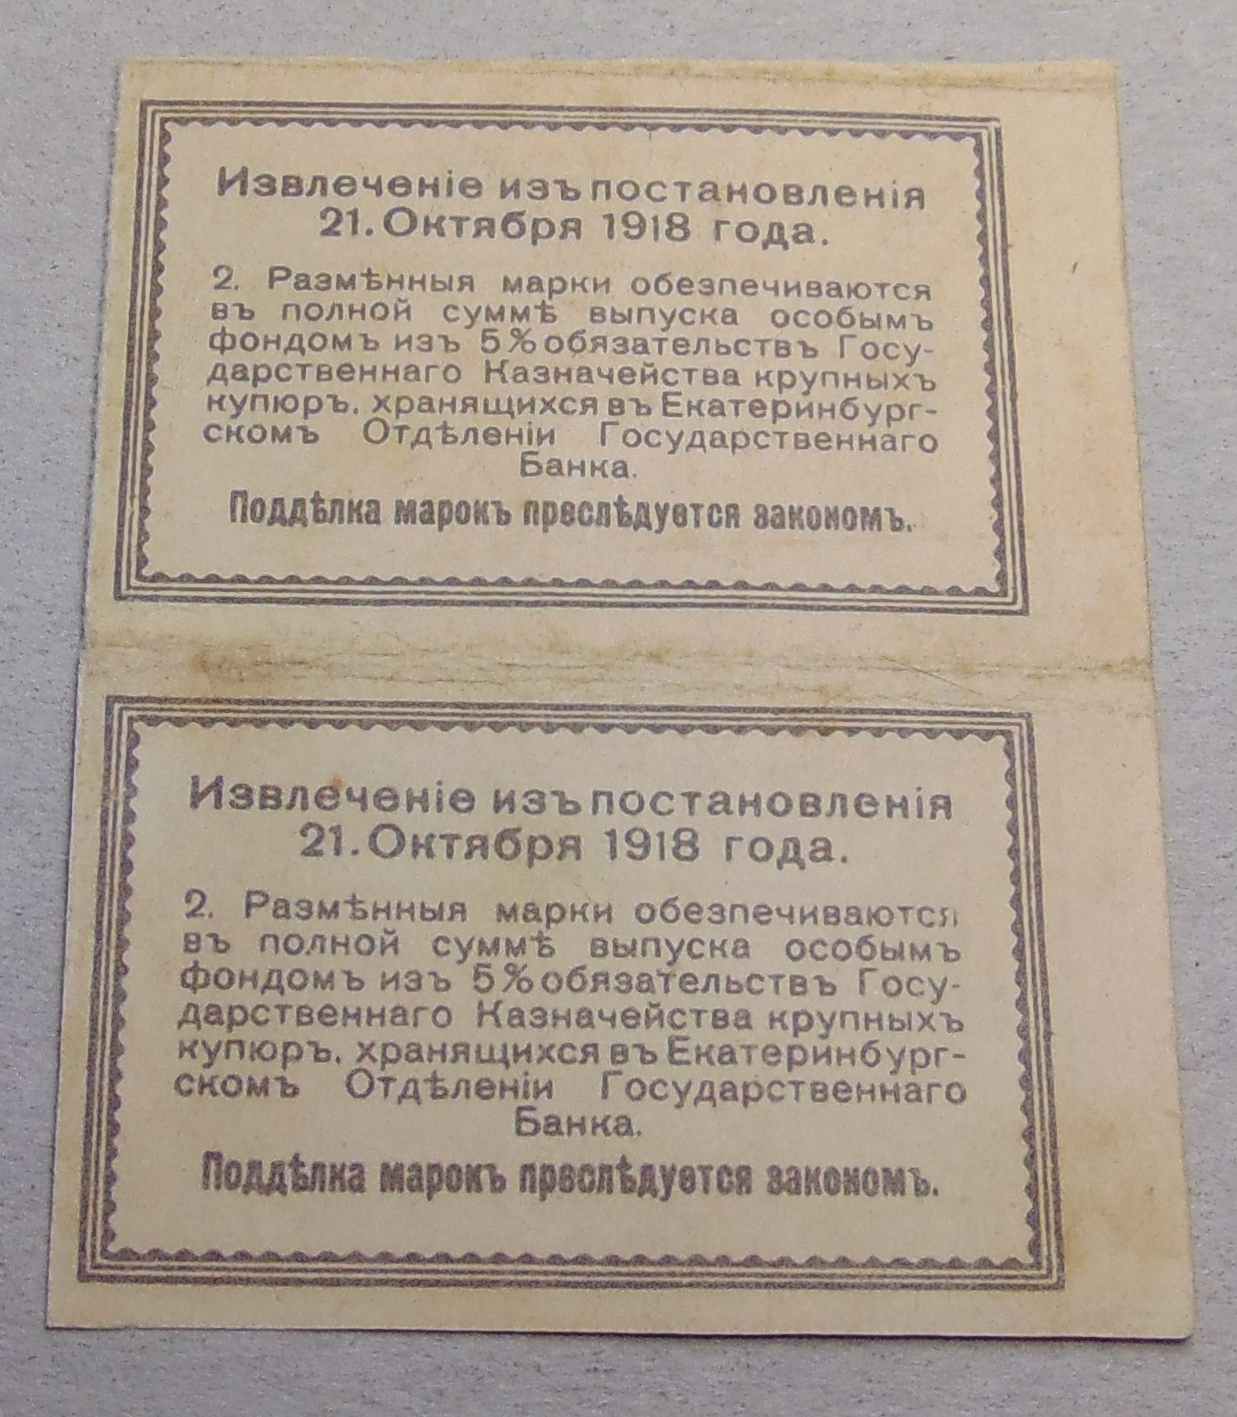 Извлеченіе изъ постановленія
21. Октября 1918 года.
2. Размѣнныя марки обезпечиваются
въ полной суммѣ выпуска особымъ
фондомъ изъ 5% обязательствъ Госу-
дарственнаго Казначейства крупныхъ
купюръ, хранящихся въ Екатеринбург-
скомъ Отдѣленіи Государственнаго
Банка.
Поддѣлка марокъ преслѣдуется закономъ.
Извлеченіе изъ постановленія
21. Октября 1918 года.
2. Размѣнныя марки обезпечиваются
въ полной суммѣ выпуска особымъ
фондомъ изъ 5% обязательствъ Госу-
дарственнаго Казначейства крупныхъ
купюръ, хранящихся въ Екатеринбург-
скомъ Отдѣленіи Государственнаго
Банка.
Поддѣлка марокъ преслѣдуется закономъ.